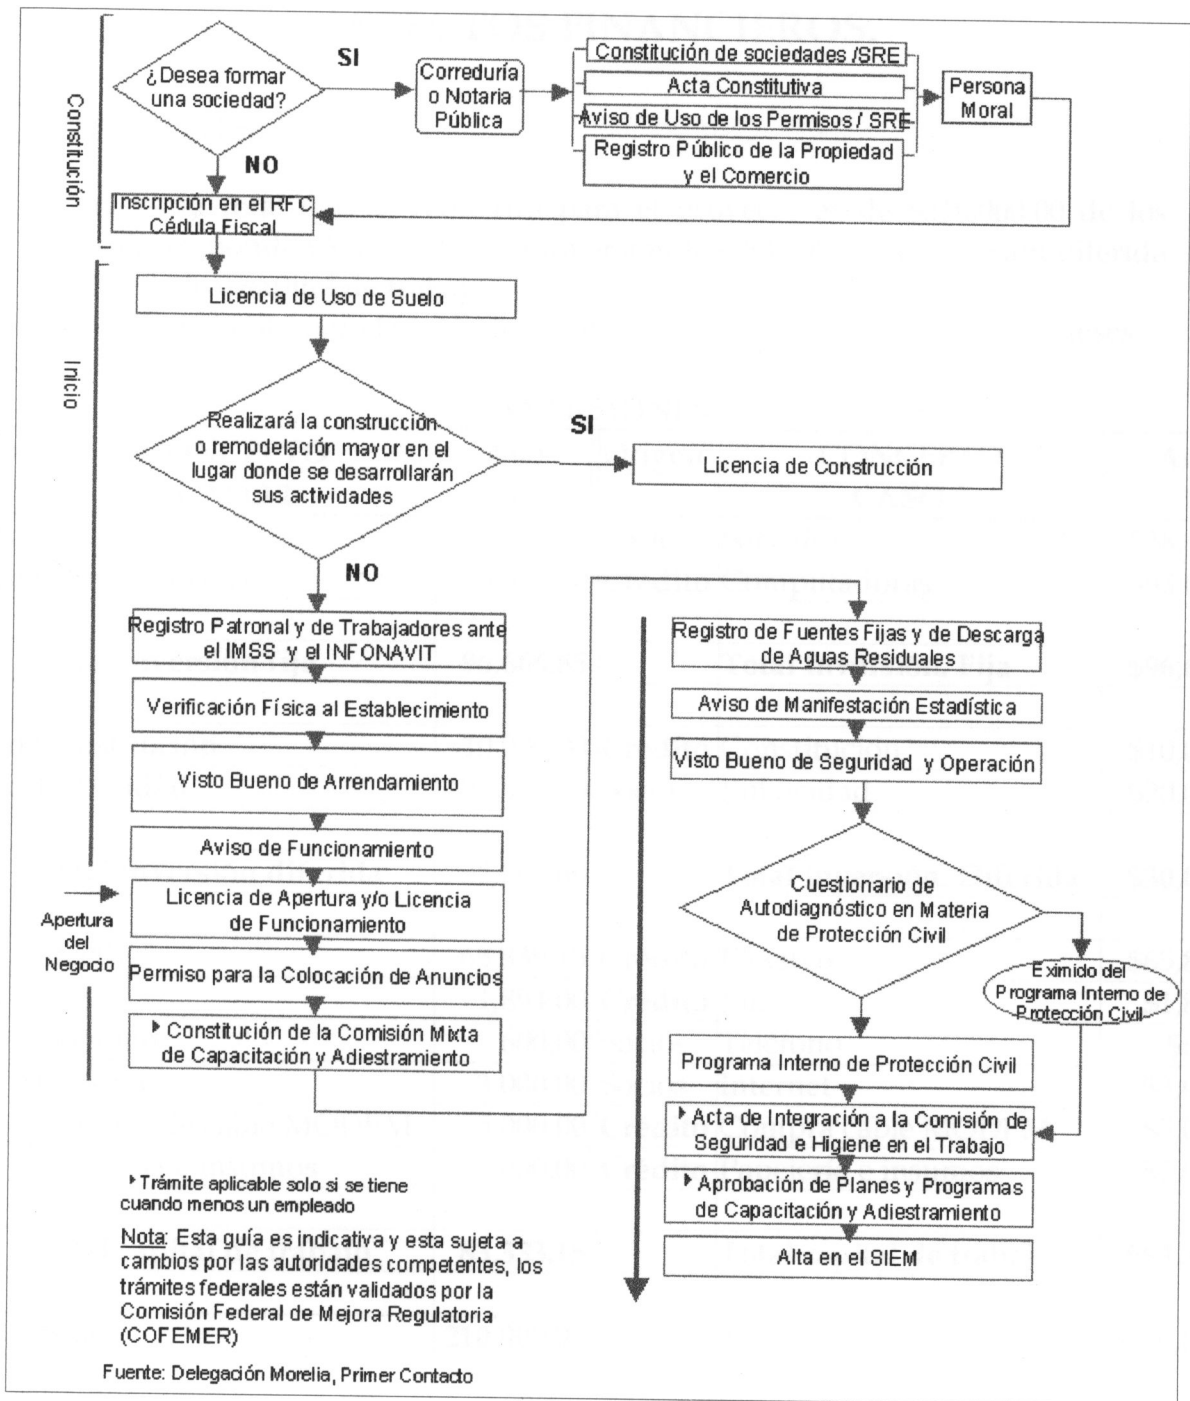 ¿Desea formar
una sociedad?
SI
Correduría
o Notaria
Pública
Constitución de sociedades /SRE
Acta Constitutiva
Aviso de Uso de los Permisos / SRE
Registro Público de la Propiedad
y el Comercio
Persona
Moral
Constitución
NO
Inscripción en el RFC
Cédula Fiscal
Inicio
Licencia de Uso de Suelo
Realizará la construcción
o remodelación mayor en el
lugar donde se desarrollarán
sus actividades
SI
Licencia de Construcción
NO
Registro Patronal y de Trabajadores ante
el IMSS y el INFONAVIT
Verificación Física al Establecimiento
Visto Bueno de Arrendamiento
Aviso de Funcionamiento
Apertura
del
Negocio
Licencia de Apertura y/o Licencia
de Funcionamiento
Permiso para la Colocación de Anuncios
Constitución de la Comisión Mixta
de Capacitación y Adiestramiento
Registro de Fuentes Fijas y de Descarga
de Aguas Residuales
Aviso de Manifestación Estadística
Visto Bueno de Seguridad y Operación
Cuestionario de
Autodiagnóstico en Materia
de Protección Civil
Eximido del
Programa Interno de
Protección Civil
Programa Interno de Protección Civil
Acta de Integración a la Comisión de
Seguridad e Higiene en el Trabajo
Aprobación de Planes y Programas
de Capacitación y Adiestramiento
Alta en el SIEM
Trámite aplicable solo si se tiene
cuando menos un empleado
Nota: Esta guía es indicativa y esta sujeta a
cambios por las autoridades competentes, los
trámites federales están validados por la
Comisión Federal de Mejora Regulatoria
(COFEMER)
Fuente: Delegación Morelia, Primer Contacto